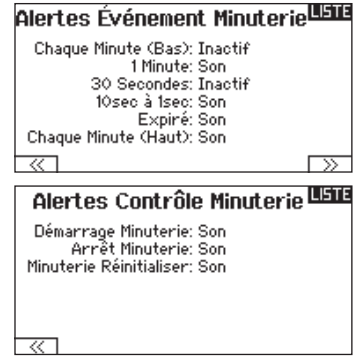 Alertes Événement Minuterie LISTE
Chaque Minute (Bas): Inactif
1 Minute: Son
30 Secondes: Inactif
10sec à 1sec: Son
Expiré: Son
Chaque Minute (Haut): Son
<< >>
Alertes Contrôle Minuterie LISTE
Démarrage Minuterie: Son
Arrêt Minuterie: Son
Minuterie Réinitialiser: Son
<<